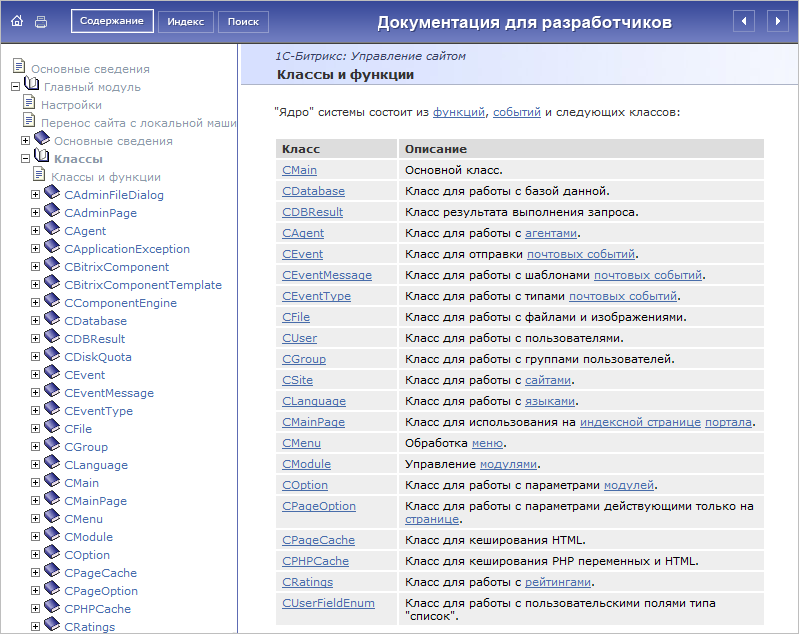 Содержание
Индекс
Поиск
Документация для разработчиков
Основные сведения
Главный модуль
Настройки
Перенос сайта с локальной маши
Основные сведения
Классы
Классы и функции
CAdminFileDialog
CAdminPage
CAgent
CApplicationException
CBitrixComponent
CBitrixComponentTemplate
CComponentEngine
CDatabase
CDBResult
CDiskQuota
CEvent
CEventMessage
CEventType
CFile
CGroup
CLanguage
CMain
CMainPage
CMenu
CModule
COption
CPageCache
CPageOption
CPHPCache
CRatings
1С-Битрикс: Управление сайтом
Классы и функции
"Ядро" системы состоит из функций, событий и следующих классов:
Класс Описание
CMain Основной класс.
CDatabase Класс для работы с базой данной.
CDBResult Класс результата выполнения запроса.
CAgent Класс для работы с агентами.
CEvent Класс для отправки почтовых событий.
CEventMessage Класс для работы с шаблонами почтовых событий.
CEventType Класс для работы с типами почтовых событий.
CFile Класс для работы с файлами и изображениями.
CUser Класс для работы с пользователями.
CGroup Класс для работы с группами пользователей.
CSite Класс для работы с сайтами.
CLanguage Класс для работы с языками.
CMainPage Класс для использования на индексной странице портала.
CMenu Обработка меню.
CModule Управление модулями.
COption Класс для работы с параметрами модулей.
CPageOption Класс для работы с параметрами действующими только на
странице.
CPageCache Класс для кеширования HTML.
CPHPCache Класс для кеширования PHP переменных и HTML.
CRatings Класс для работы с рейтингами.
CUserFieldEnum Класс для работы с пользовательскими полями типа
"список".